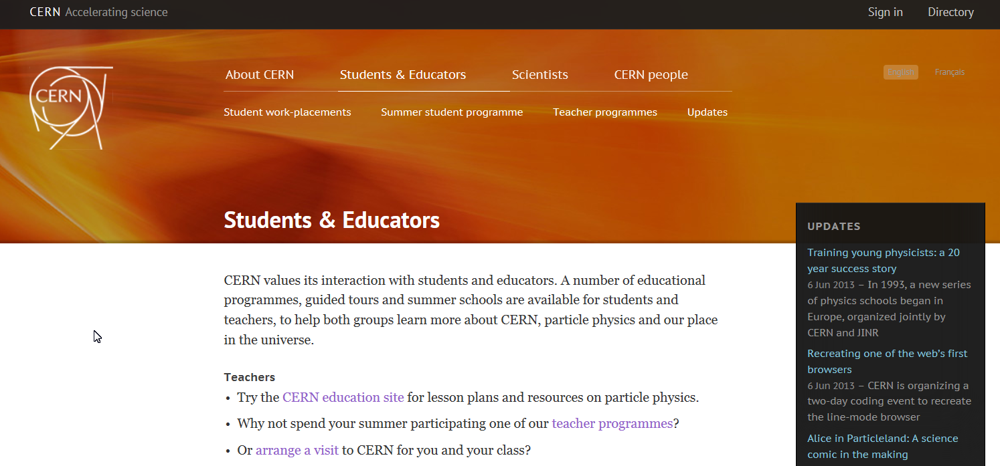 CERN Accelerating science
Sign in Directory
CERN
About CERN Students & Educators Scientists CERN people
English Français
Student work-placements Summer student programme Teacher programmes Updates
Students & Educators
CERN values its interaction with students and educators. A number of educational
programmes, guided tours and summer schools are available for students and
teachers, to help both groups learn more about CERN, particle physics and our place
in the universe.
Teachers
• Try the CERN education site for lesson plans and resources on particle physics.
• Why not spend your summer participating one of our teacher programmes?
• Or arrange a visit to CERN for you and your class?
UPDATES
Training young physicists: a 20
year success story
6 Jun 2013 – In 1993, a new series
of physics schools began in
Europe, organized jointly by
CERN and JINR
Recreating one of the web's first
browsers
6 Jun 2013 – CERN is organizing a
two-day coding event to recreate
the line-mode browser
Alice in Particleland: A science
comic in the making